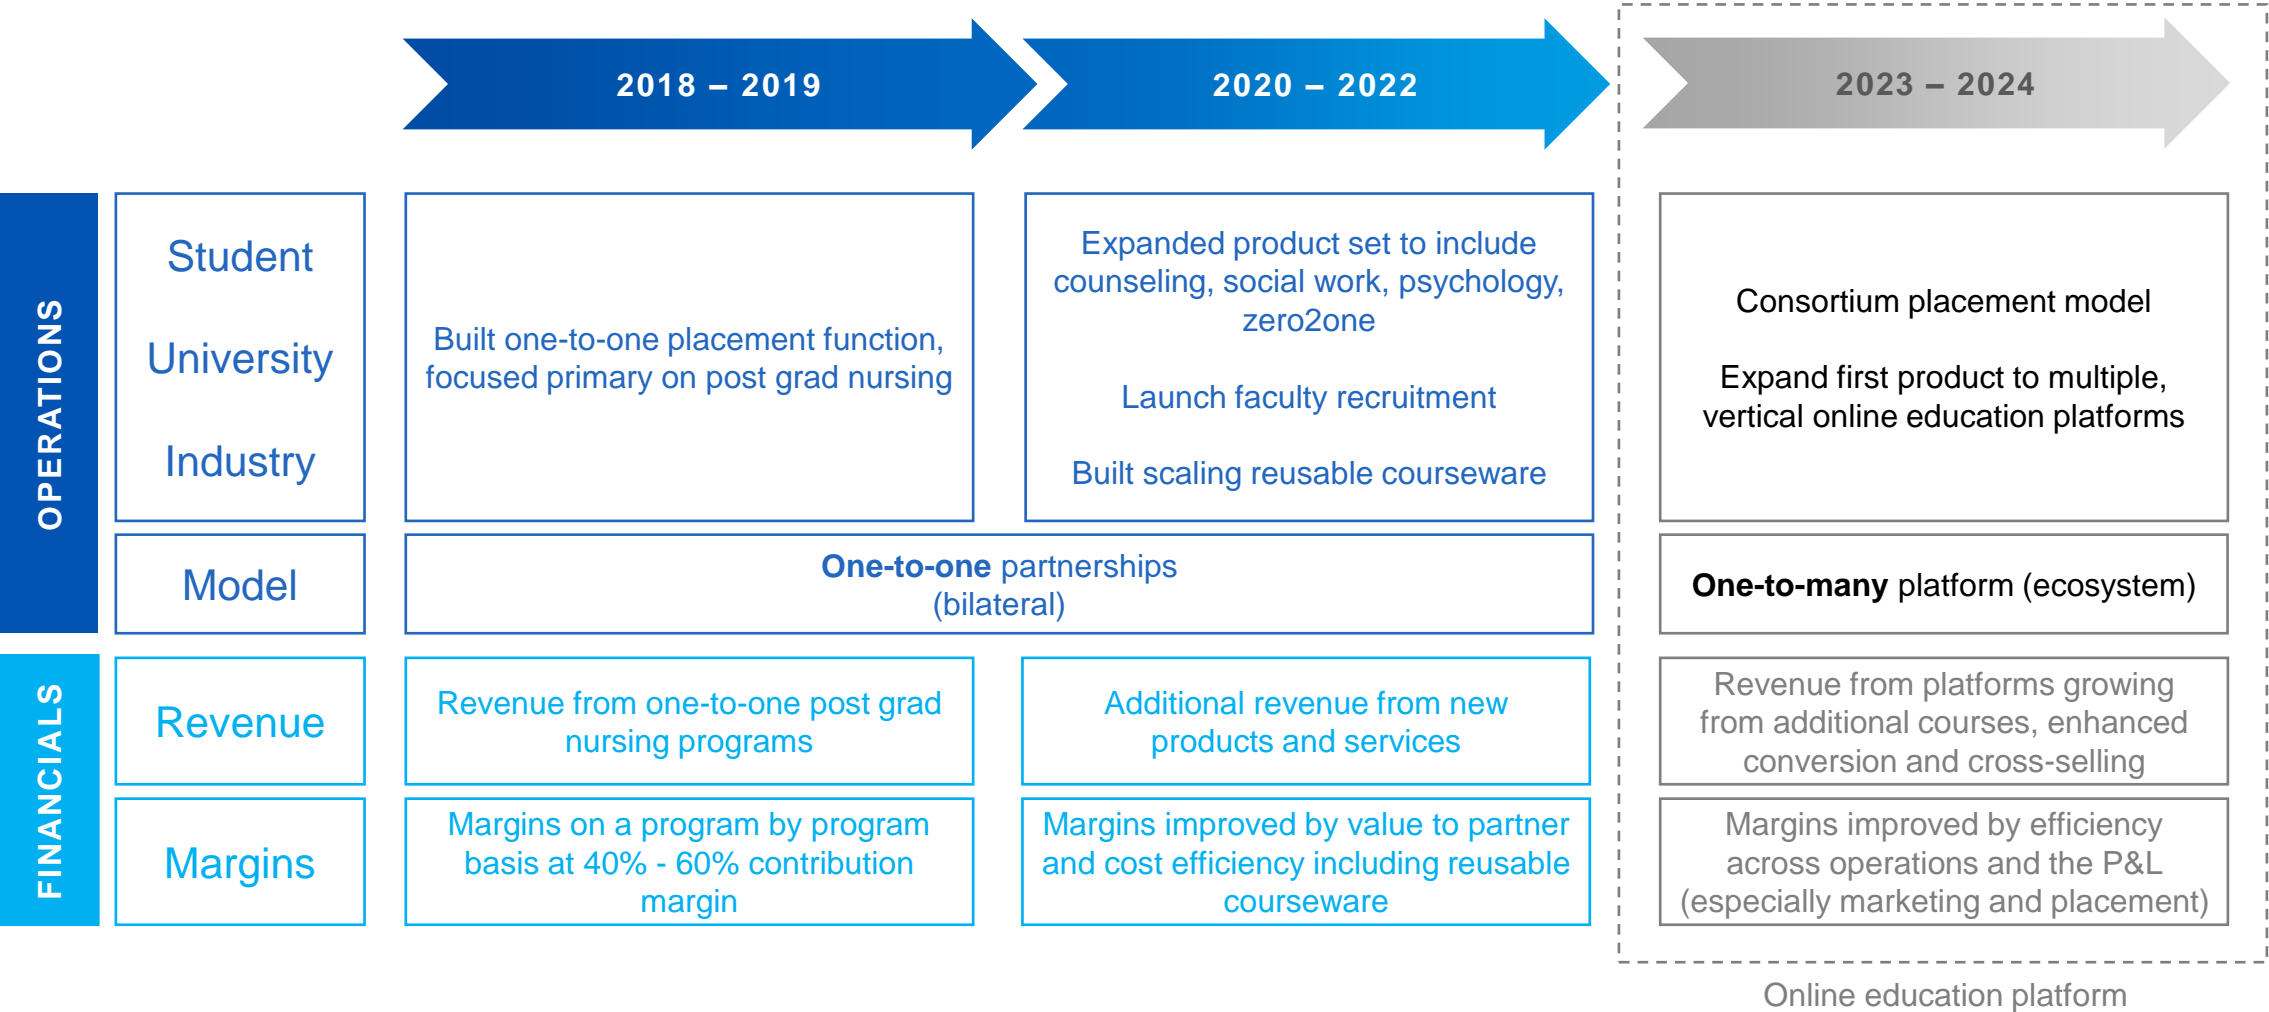 2018 – 2019
2020 – 2022
2023 – 2024
OPERATIONS
Student
University
Industry
Built one-to-one placement function,
focused primary on post grad nursing
Expanded product set to include
counseling, social work, psychology,
zero2one
Launch faculty recruitment
Built scaling reusable courseware
Consortium placement model
Expand first product to multiple,
vertical online education platforms
Model
One-to-one partnerships
(bilateral)
One-to-many platform (ecosystem)
FINANCIALS
Revenue
Revenue from one-to-one post grad
nursing programs
Additional revenue from new
products and services
Revenue from platforms growing
from additional courses, enhanced
conversion and cross-selling
Margins
Margins on a program by program
basis at 40% - 60% contribution
margin
Margins improved by value to partner
and cost efficiency including reusable
courseware
Margins improved by efficiency
across operations and the P&L
(especially marketing and placement)
Online education platform